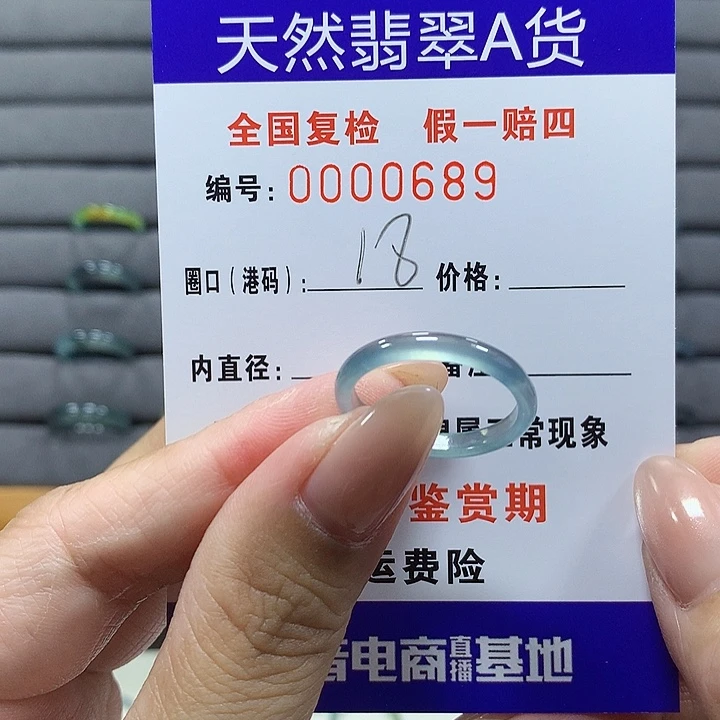 天然翡翠A货
全国复检 假一赔四
编号: 0000689
圈口(港码): 18 价格:
内直径:
常现象
鉴赏期
运费险
电商直播基地